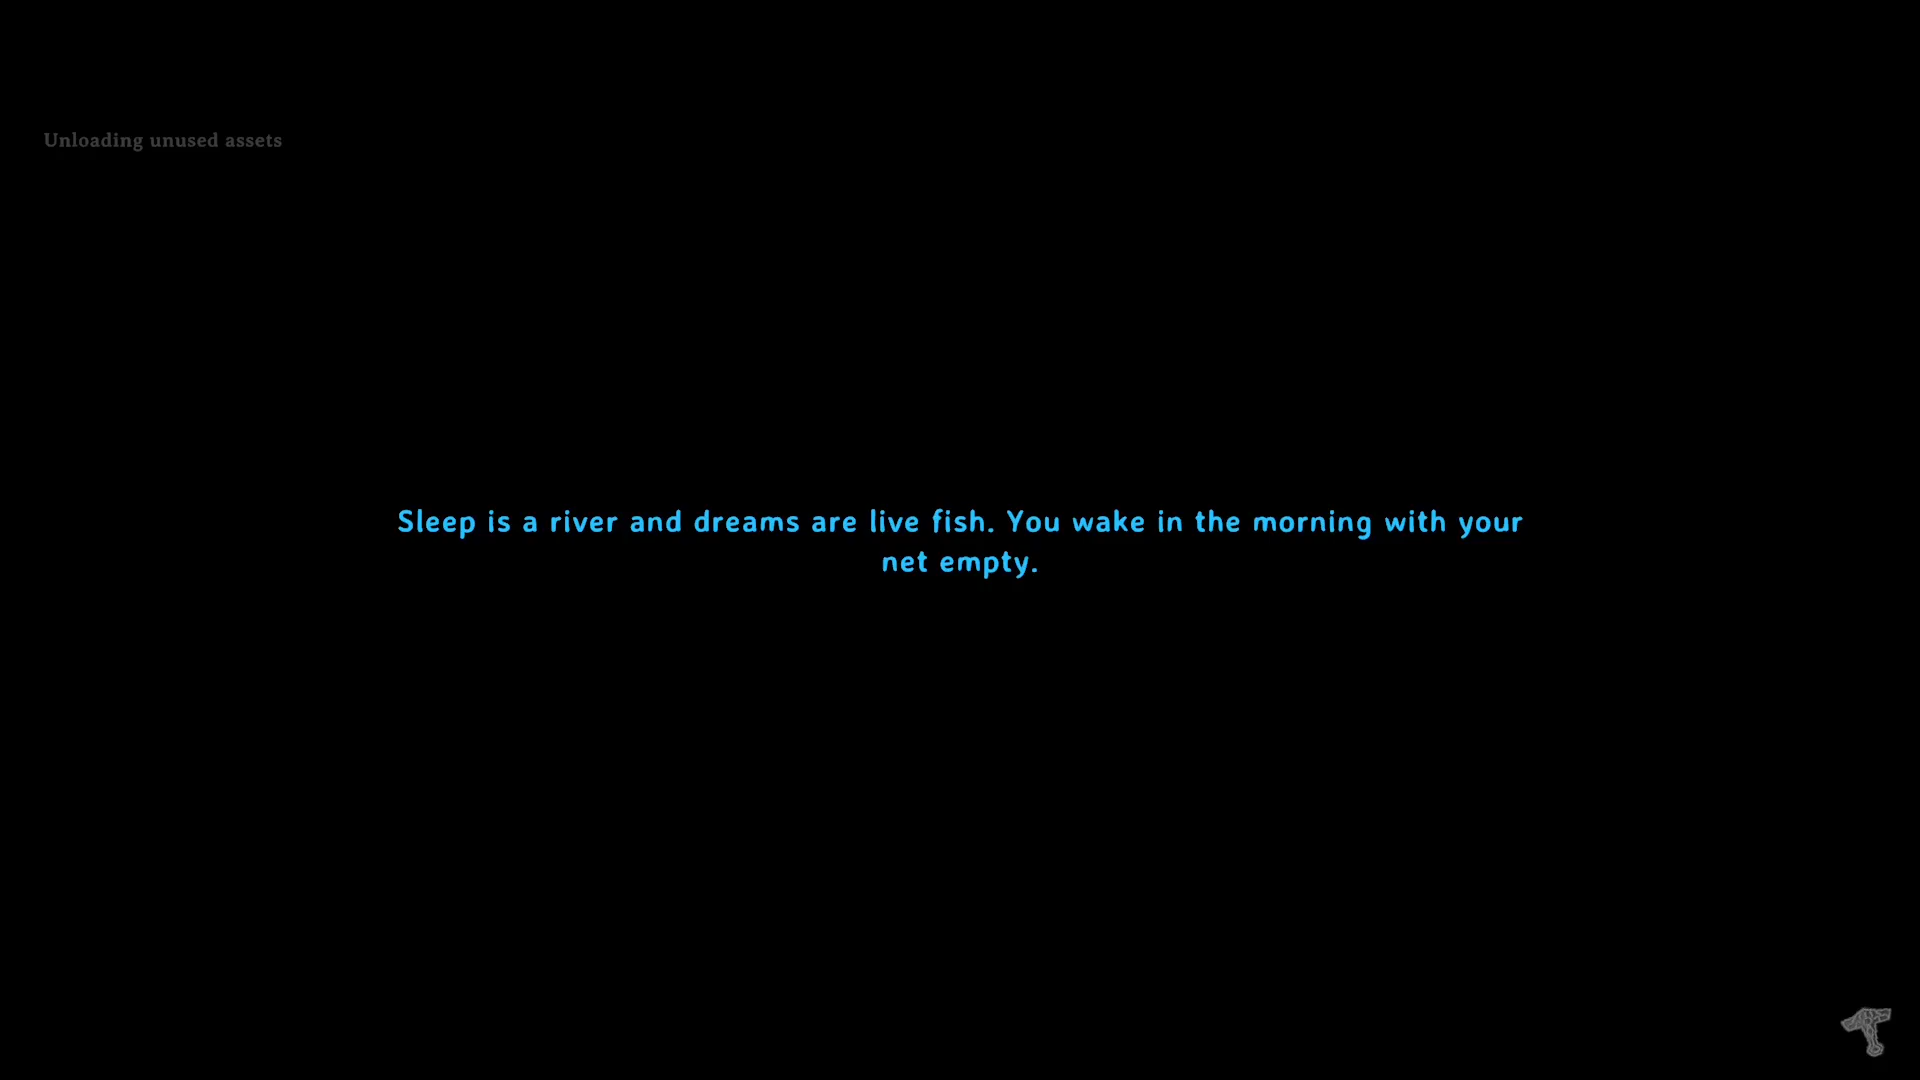 Unloading unused assets
Sleep is a river and dreams are live fish. You wake in the morning with your
net empty.